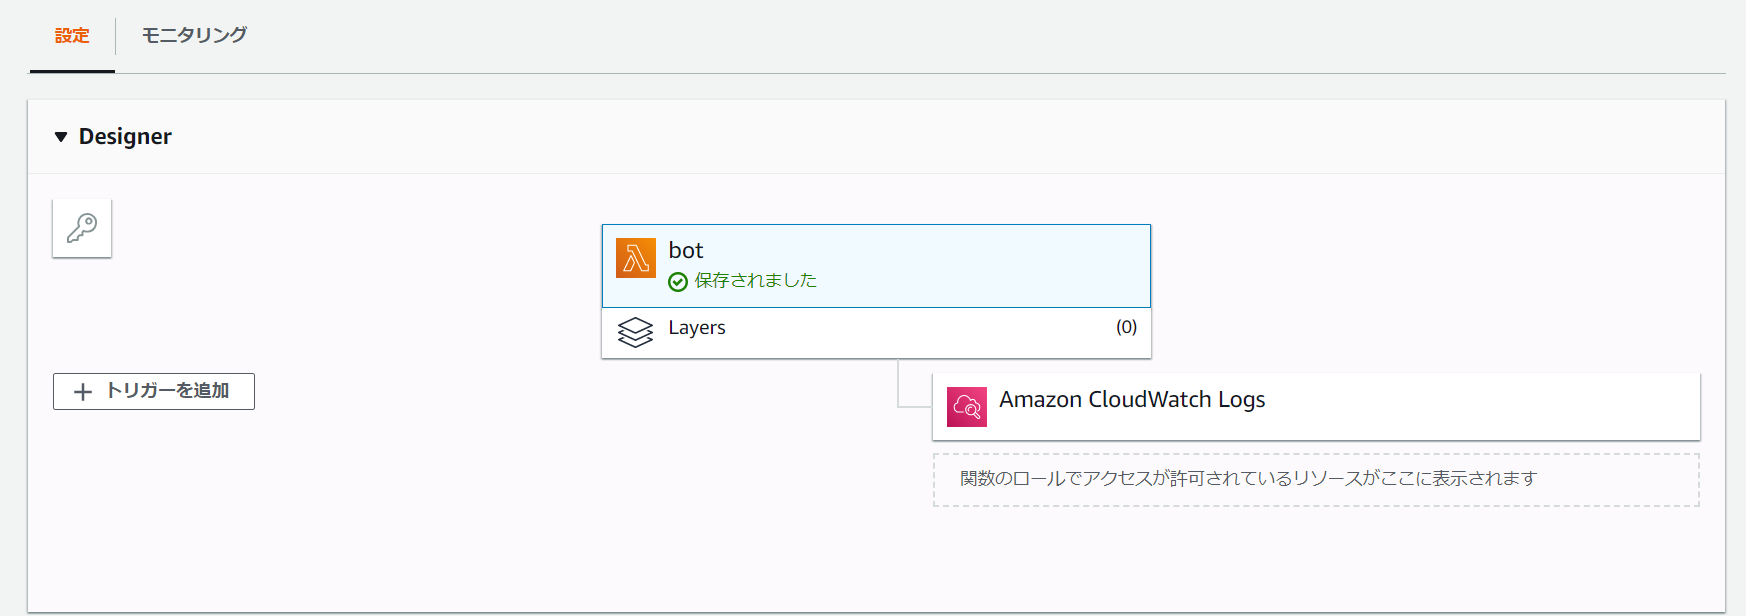 設定
モニタリング
Designer
bot
保存されました
Layers
(0)
トリガーを追加
Amazon CloudWatch Logs
関数のロールでアクセスが許可されているリソースがここに表示されます